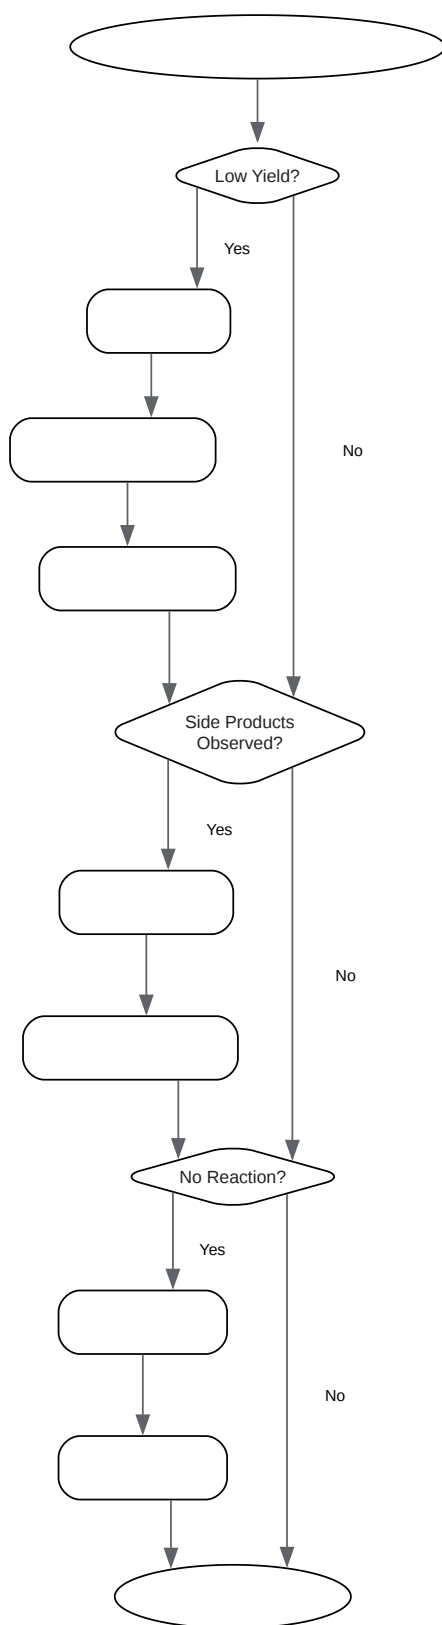 Low Yield?
Yes
No
Side Products
Observed?
Yes
No
No Reaction?
Yes
No